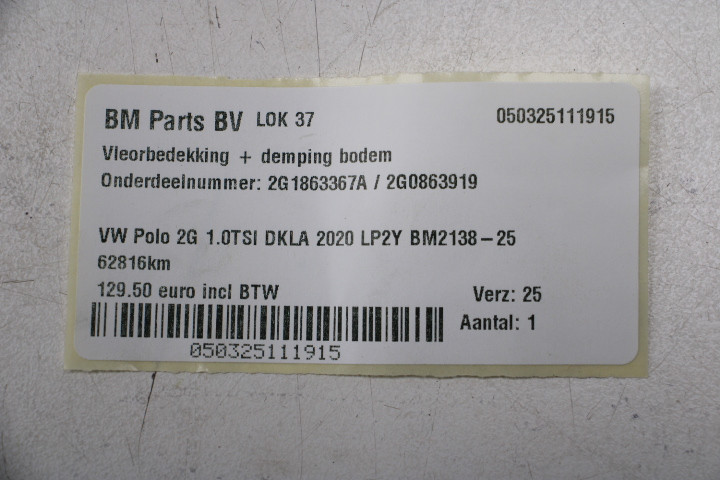 BM Parts BV LOK 37 050325111915
Vleorbedekking + demping bodem
Onderdeelnummer: 2G1863367A / 2G0863919
VW Polo 2G 1.0TSI DKLA 2020 LP2Y BM2138-25
62816km
129.50 euro incl BTW Verz: 25
Aantal: 1
050325111915